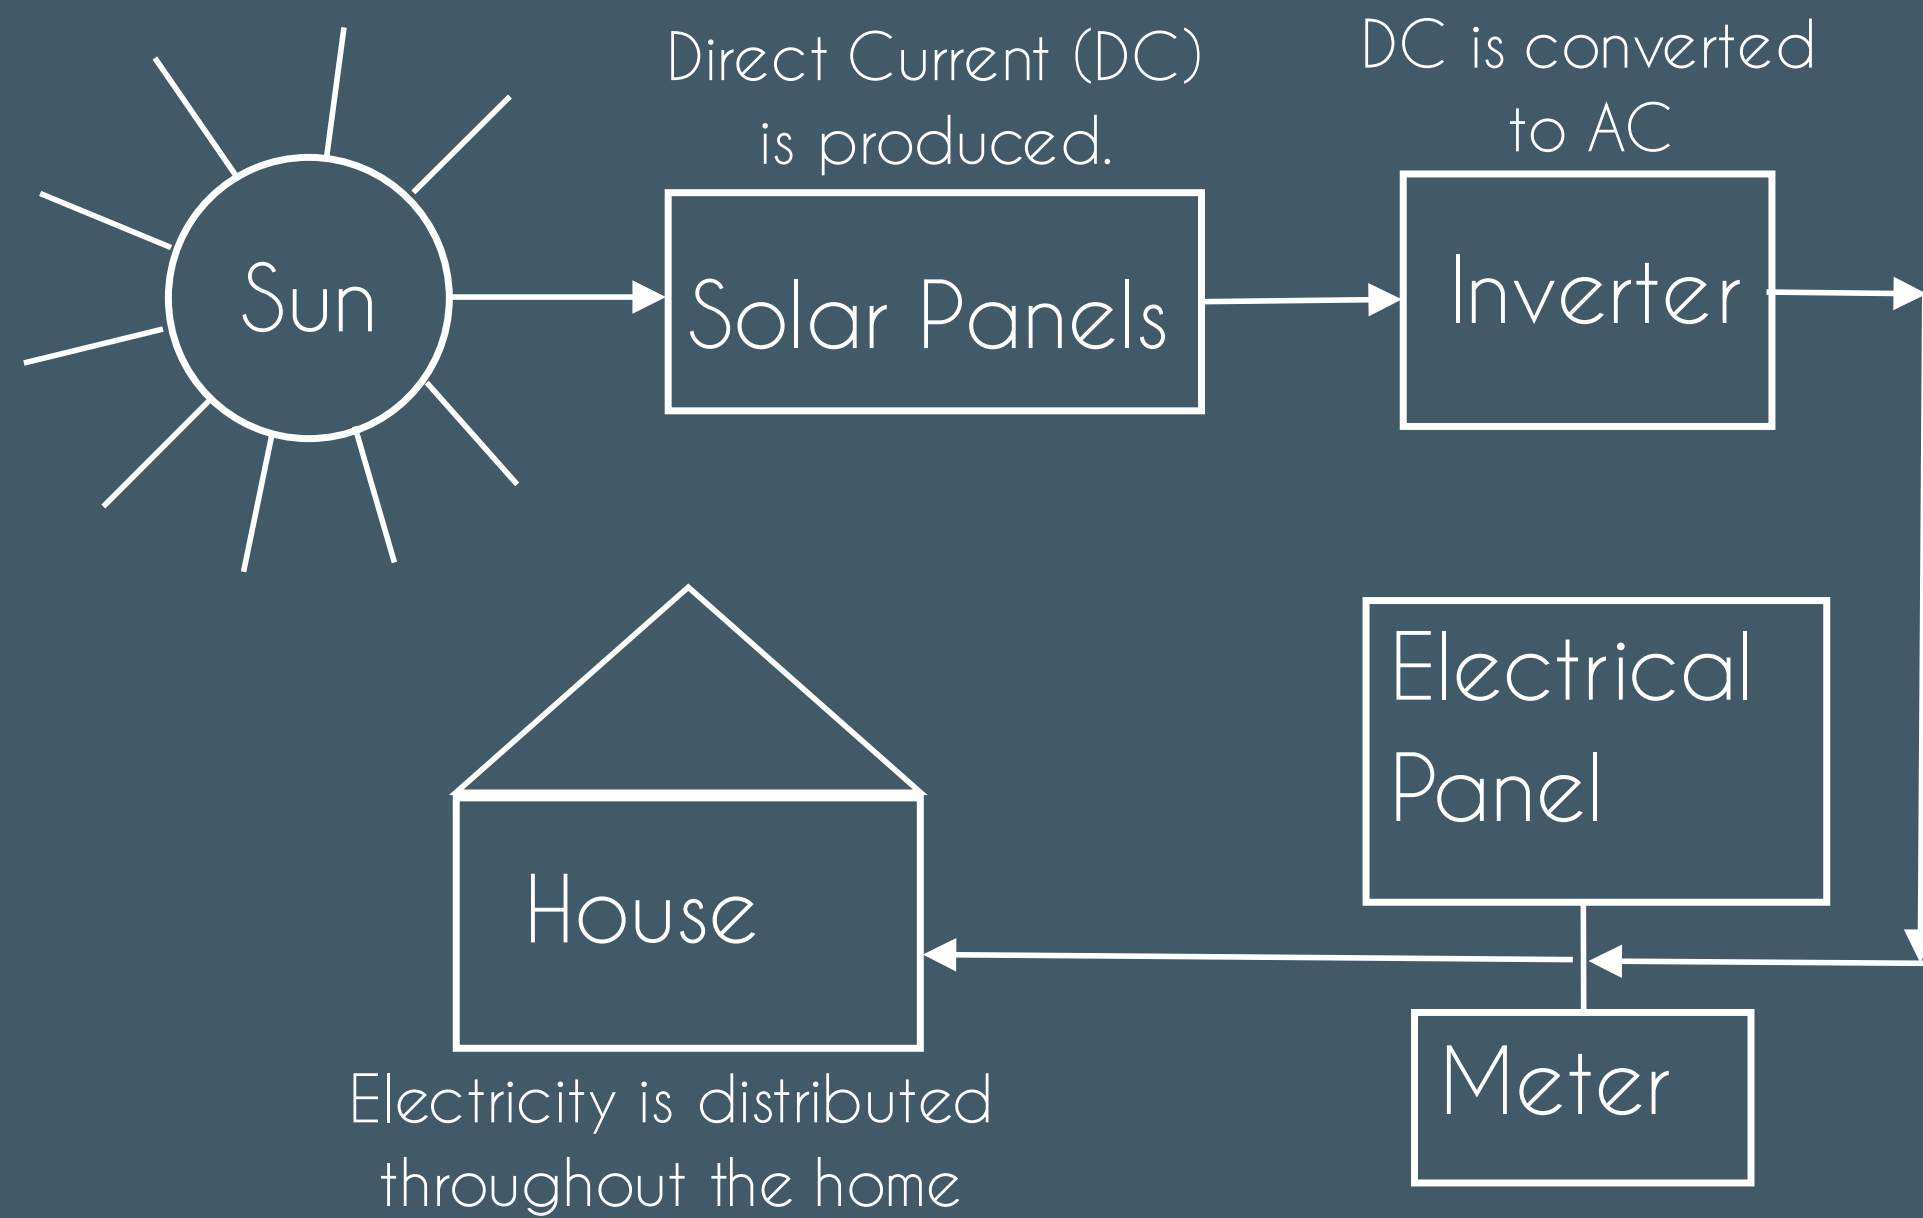 Direct Current (DC)
is produced.
DC is converted
to AC
Sun
Solar Panels
Inverter
Electrical
Panel
House
Meter
Electricity is distributed
throughout the home